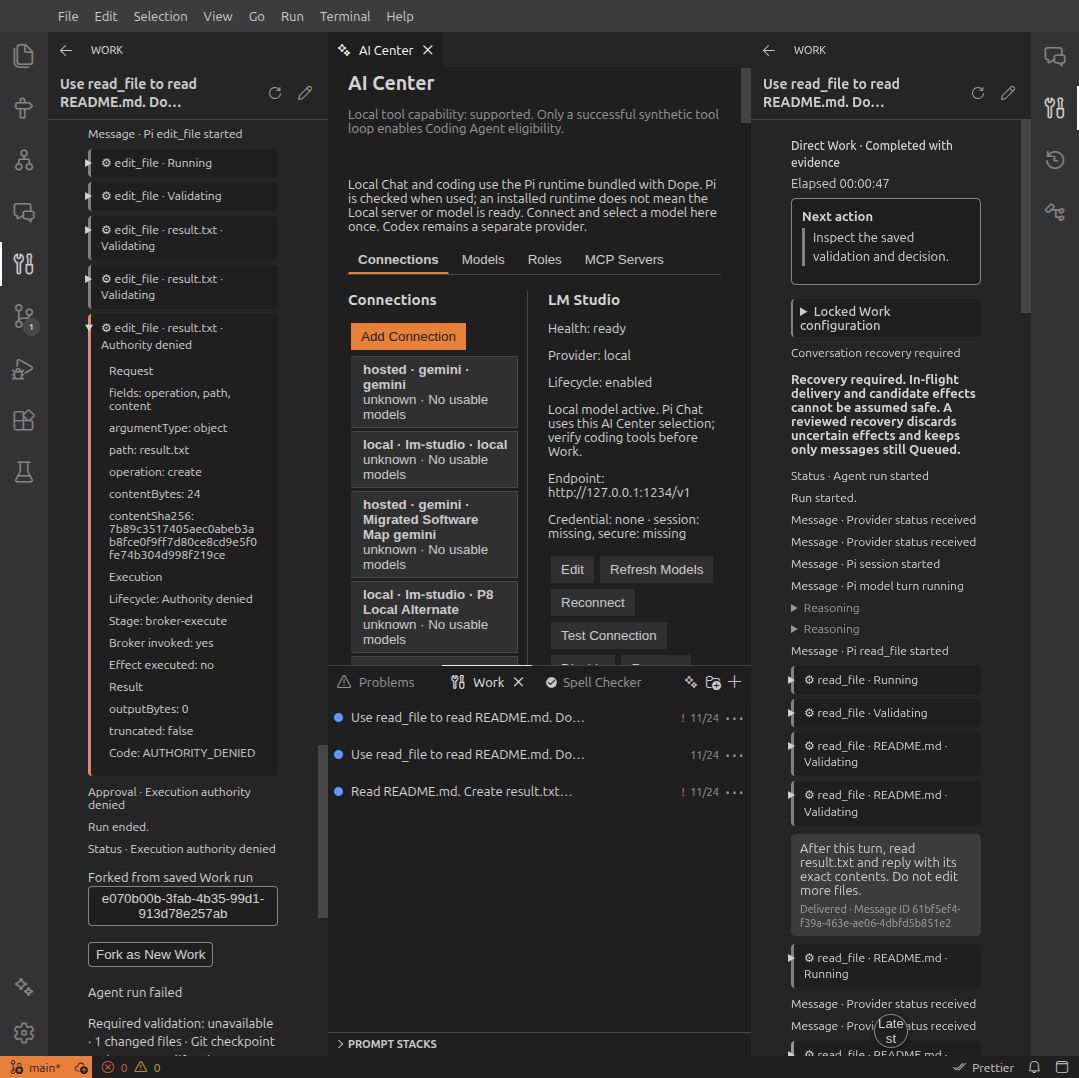 File Edit Selection View Go Run Terminal Help
WORK
Use read_file to read
README.md. Do…
Message · Pi edit_file started
edit_file · Running
edit_file · Validating
edit_file · result.txt ·
Validating
edit_file · result.txt ·
Validating
edit_file · result.txt ·
Authority denied
Request
fields: operation, path,
content
argumentType: object
path: result.txt
operation: create
contentBytes: 24
contentSha256:
7b89c3517405aec0abeb3a
b8fce0f9ff7d80ce8cd9e5f0
fe74b304d998f219ce
Execution
Lifecycle: Authority denied
Stage: broker-execute
Broker invoked: yes
Effect executed: no
Result
outputBytes: 0
truncated: false
Code: AUTHORITY_DENIED
Approval · Execution authority
denied
Run ended.
Status · Execution authority denied
Forked from saved Work run
e070b00b-3fab-4b35-99d1-
913d78e257ab
Fork as New Work
Agent run failed
Required validation: unavailable
· 1 changed files · Git checkpoint
1
AI Center
AI Center
Local tool capability: supported. Only a successful synthetic tool
loop enables Coding Agent eligibility.
Local Chat and coding use the Pi runtime bundled with Dope. Pi
is checked when used; an installed runtime does not mean the
Local server or model is ready. Connect and select a model here
once. Codex remains a separate provider.
Connections Models Roles MCP Servers
Connections
Add Connection
hosted · gemini ·
gemini
unknown · No usable
models
local · lm-studio · local
unknown · No usable
models
hosted · gemini ·
Migrated Software
Map gemini
unknown · No usable
models
local · lm-studio · P8
Local Alternate
unknown · No usable
models
LM Studio
Health: ready
Provider: local
Lifecycle: enabled
Local model active. Pi Chat
uses this AI Center selection;
verify coding tools before
Work.
Endpoint:
http://127.0.0.1:1234/v1
Credential: none · session:
missing, secure: missing
Edit Refresh Models
Reconnect
Test Connection
Problems Work Spell Checker
Use read_file to read README.md. Do… ! 11/24 ···
Use read_file to read README.md. Do… 11/24 ···
Read README.md. Create result.txt… ! 11/24 ···
PROMPT STACKS
WORK
Use read_file to read
README.md. Do…
Direct Work · Completed with
evidence
Elapsed 00:00:47
Next action
Inspect the saved
validation and decision.
Locked Work
configuration
Conversation recovery required
Recovery required. In-flight
delivery and candidate effects
cannot be assumed safe. A
reviewed recovery discards
uncertain effects and keeps
only messages still Queued.
Status · Agent run started
Run started.
Message · Provider status received
Message · Provider status received
Message · Pi session started
Message · Pi model turn running
Reasoning
Reasoning
Message · Pi read_file started
read_file · Running
read_file · Validating
read_file · README.md ·
Validating
read_file · README.md ·
Validating
After this turn, read
result.txt and reply with its
exact contents. Do not edit
more files.
Delivered · Message ID 61bf5ef4-
f39a-463e-ae06-4dbfd5b851e2
read_file · README.md ·
Running
Message · Provider status received
Message · status received
Late
st
read_file · README.md ·
main* 0 0 Prettier